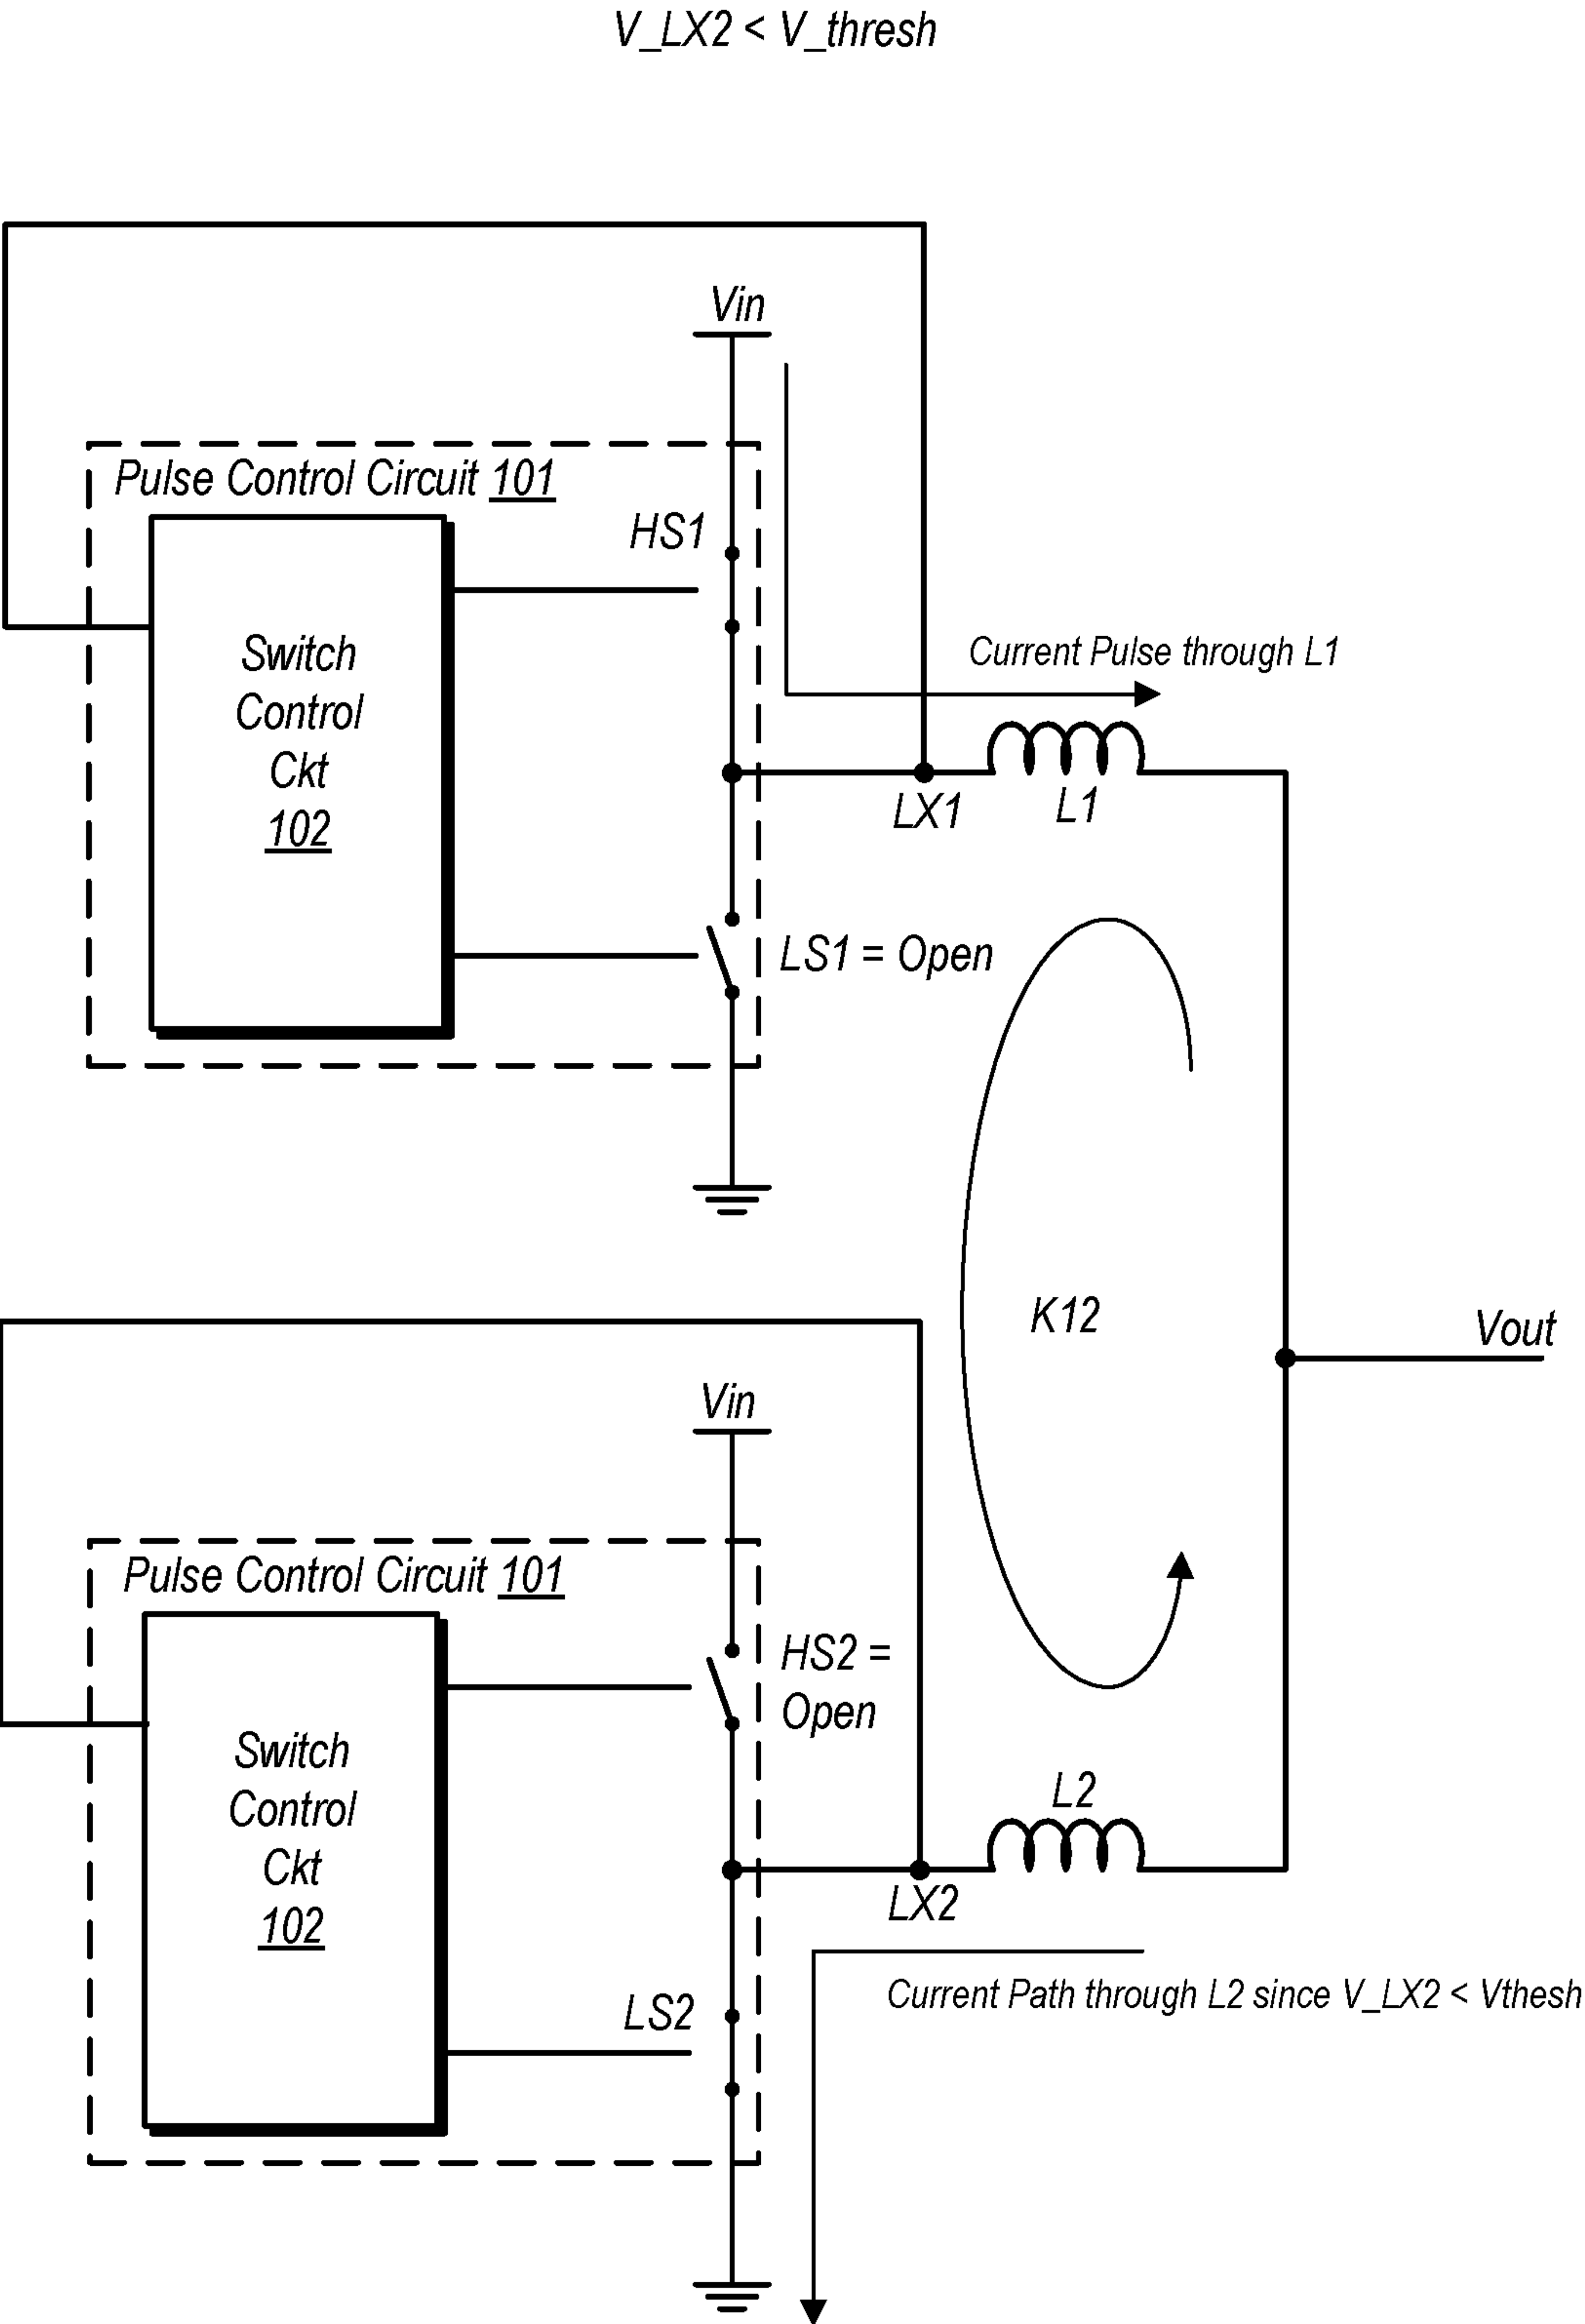 V_LX2 < V_thresh
Vin
Pulse Control Circuit 101
HS1
Switch
Control
Ckt
102
Current Pulse through L1
LX1
L1
LS1 = Open
K12
Vout
Vin
Pulse Control Circuit 101
HS2 =
Open
Switch
Control
Ckt
102
L2
LX2
Current Path through L2 since V_LX2 < Vthesh
LS2